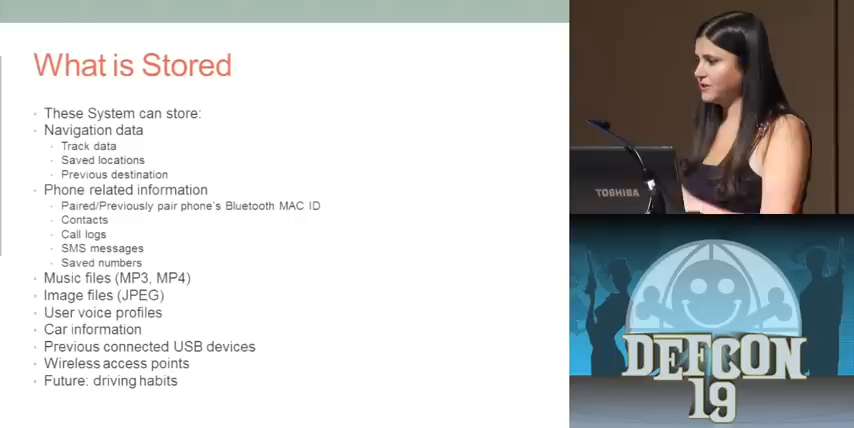 What is Stored
These System can store:
Navigation data
Track data
Saved locations
Previous destination
Phone related information
Paired/Previously pair phone's Bluetooth MAC ID
Contacts
Call logs
SMS messages
Saved numbers
Music files (MP3, MP4)
Image files (JPEG)
User voice profiles
Car information
Previous connected USB devices
Wireless access points
Future: driving habits
TOSHIBA
DEFCON
19